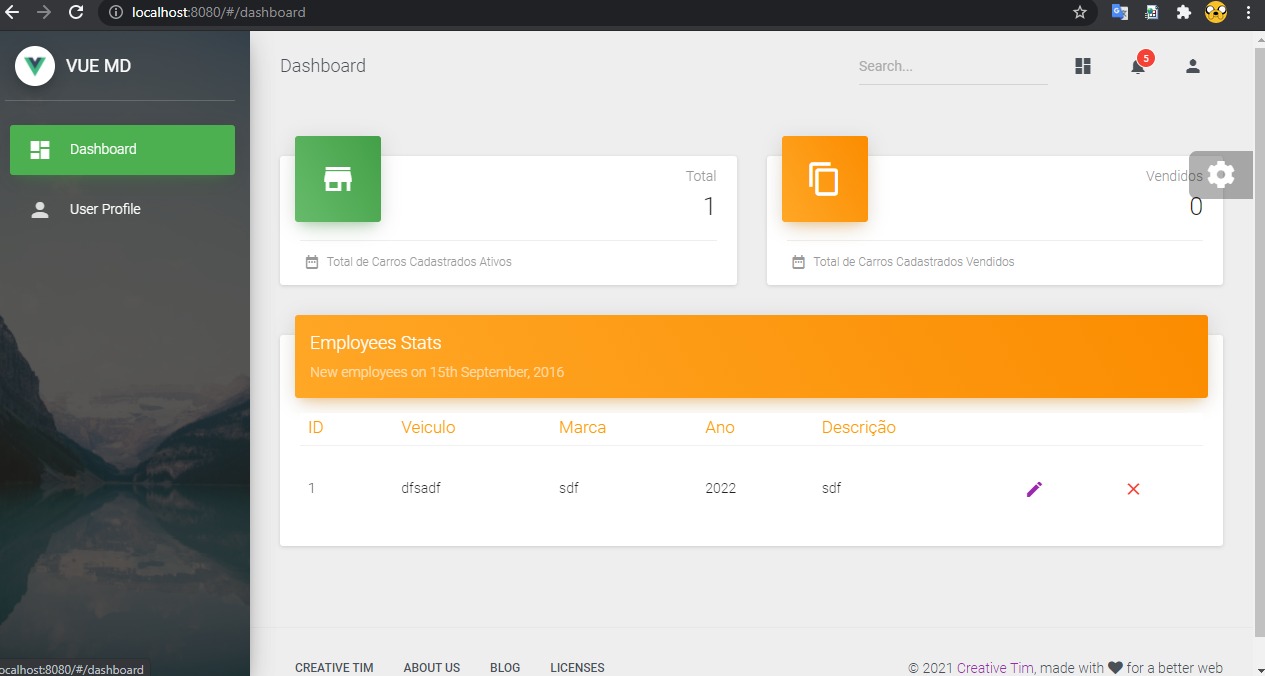 localhost:8080/#/dashboard
VUE MD
Dashboard
User Profile
Dashboard
Search...
5
Total
1
Total de Carros Cadastrados Ativos
Vendidos
0
Total de Carros Cadastrados Vendidos
Employees Stats
New employees on 15th September, 2016
ID Veiculo Marca Ano Descrição
1 dfsadf sdf 2022 sdf
CREATIVE TIM ABOUT US BLOG LICENSES
© 2021 Creative Tim, made with for a better web
ocalhost:8080/#/dashboard